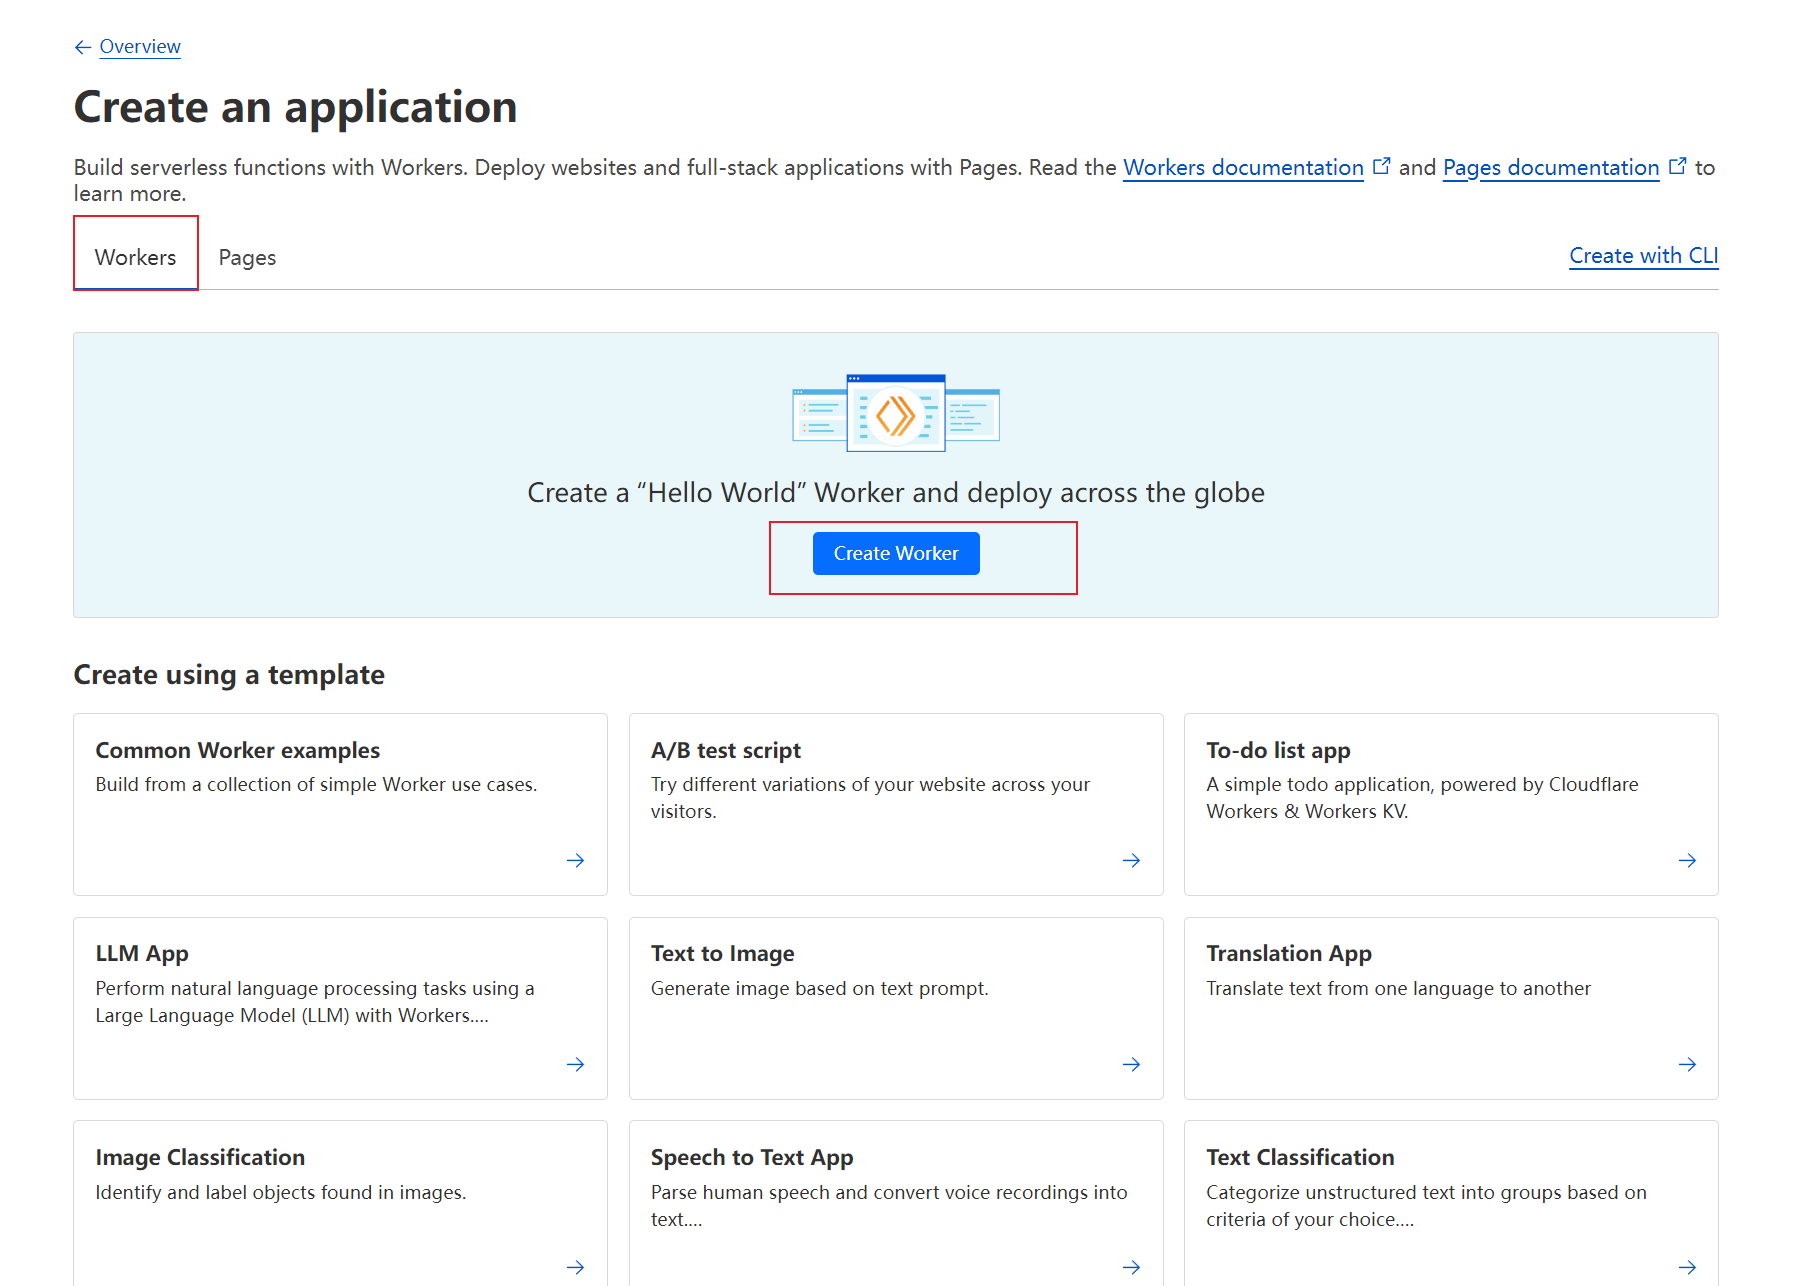 ← Overview
Create an application
Build serverless functions with Workers. Deploy websites and full-stack applications with Pages. Read the Workers documentation and Pages documentation to
learn more.
Workers Pages Create with CLI
Create a “Hello World” Worker and deploy across the globe
Create Worker
Create using a template
Common Worker examples
Build from a collection of simple Worker use cases.
A/B test script
Try different variations of your website across your
visitors.
To-do list app
A simple todo application, powered by Cloudflare
Workers & Workers KV.
LLM App
Perform natural language processing tasks using a
Large Language Model (LLM) with Workers....
Text to Image
Generate image based on text prompt.
Translation App
Translate text from one language to another
Image Classification
Identify and label objects found in images.
Speech to Text App
Parse human speech and convert voice recordings into
text....
Text Classification
Categorize unstructured text into groups based on
criteria of your choice....